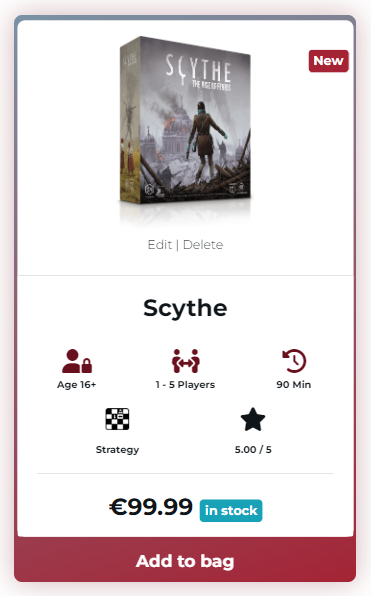 New
SCYTHE
THE RISE OF FENRIS
Edit | Delete
Scythe
Age 16+
1 - 5 Players
90 Min
Strategy
5.00 / 5
€99.99 in stock
Add to bag